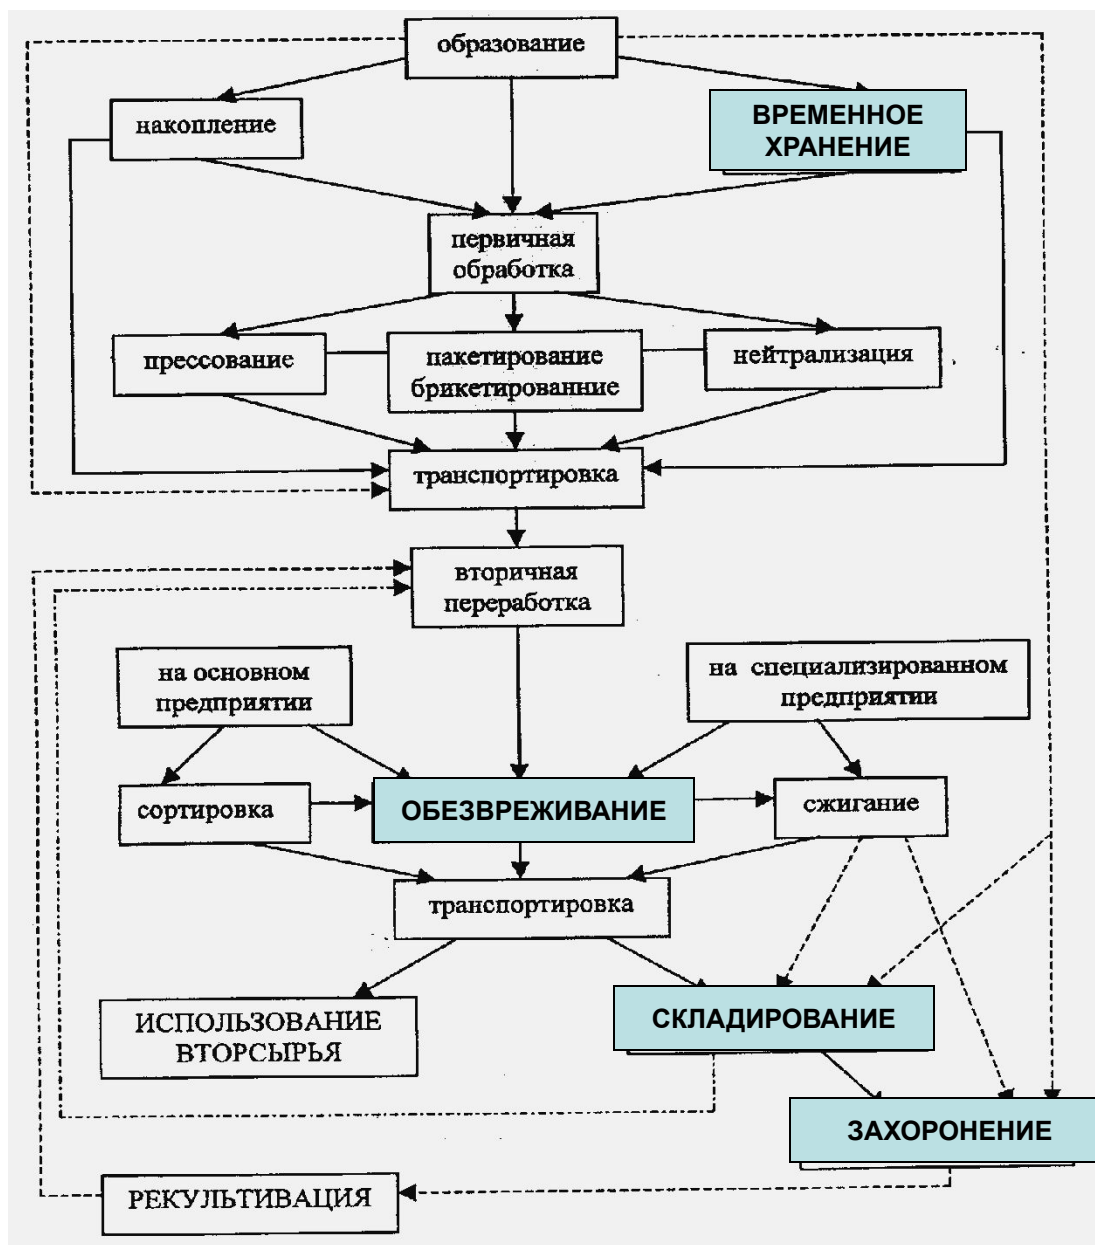 образование
накопление
ВРЕМЕННОЕ
ХРАНЕНИЕ
первичная
обработка
прессование
пакетирование
брикетированние
нейтрализация
транспортировка
вторичная
переработка
на основном
предприятии
на специализированном
предприятии
сортировка
ОБЕЗВРЕЖИВАНИЕ
сжигание
транспортировка
ИСПОЛЬЗОВАНИЕ
ВТОРСЫРЬЯ
СКЛАДИРОВАНИЕ
ЗАХОРОНЕНИЕ
РЕКУЛЬТИВАЦИЯ